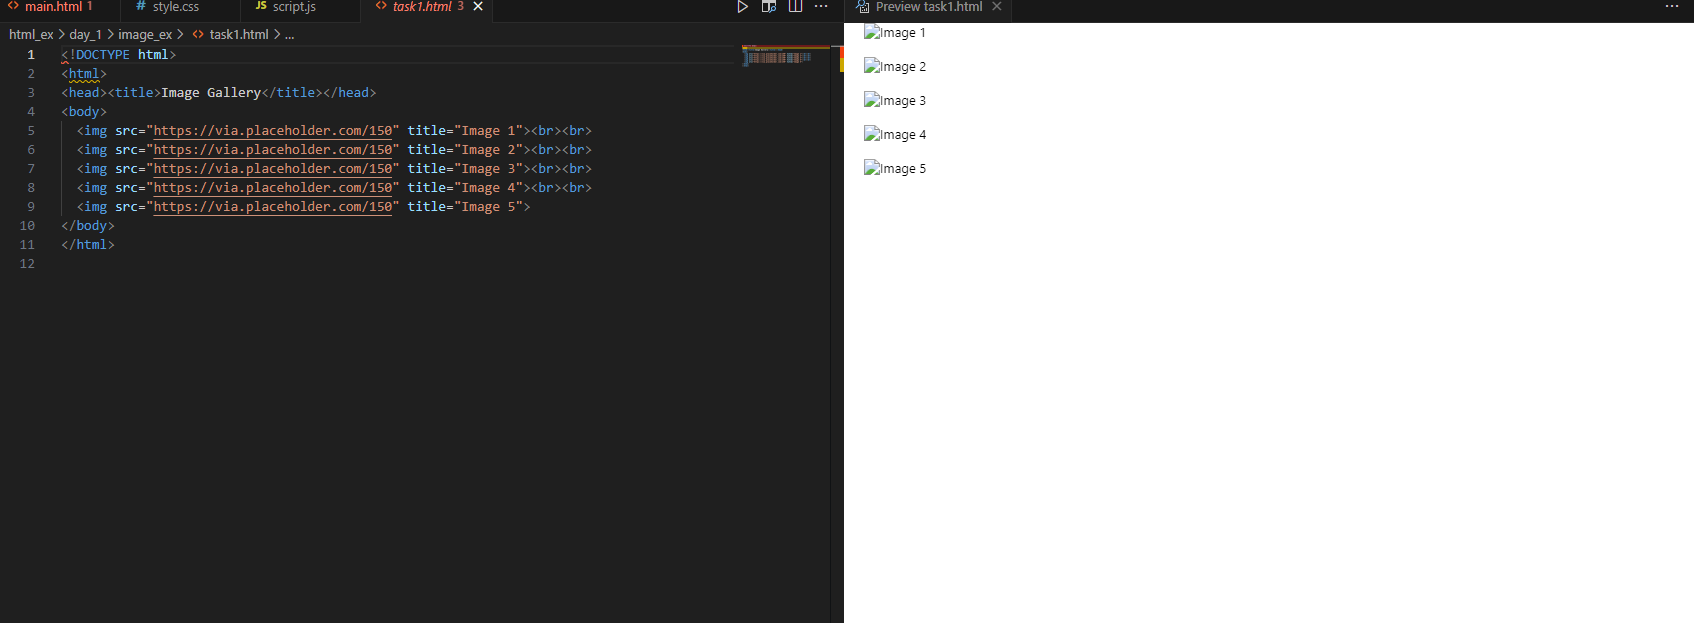 main.html 1
# style.css
JS script.js
<> task1.html 3
Preview task1.html
html_ex > day_1 > image_ex > <> task1.html > ...
1 <!DOCTYPE html>
2 <html>
3 <head><title>Image Gallery</title></head>
4 <body>
5 <img src="https://via.placeholder.com/150" title="Image 1"><br><br>
6 <img src="https://via.placeholder.com/150" title="Image 2"><br><br>
7 <img src="https://via.placeholder.com/150" title="Image 3"><br><br>
8 <img src="https://via.placeholder.com/150" title="Image 4"><br><br>
9 <img src="https://via.placeholder.com/150" title="Image 5">
10 </body>
11 </html>
12
Image 1
Image 2
Image 3
Image 4
Image 5